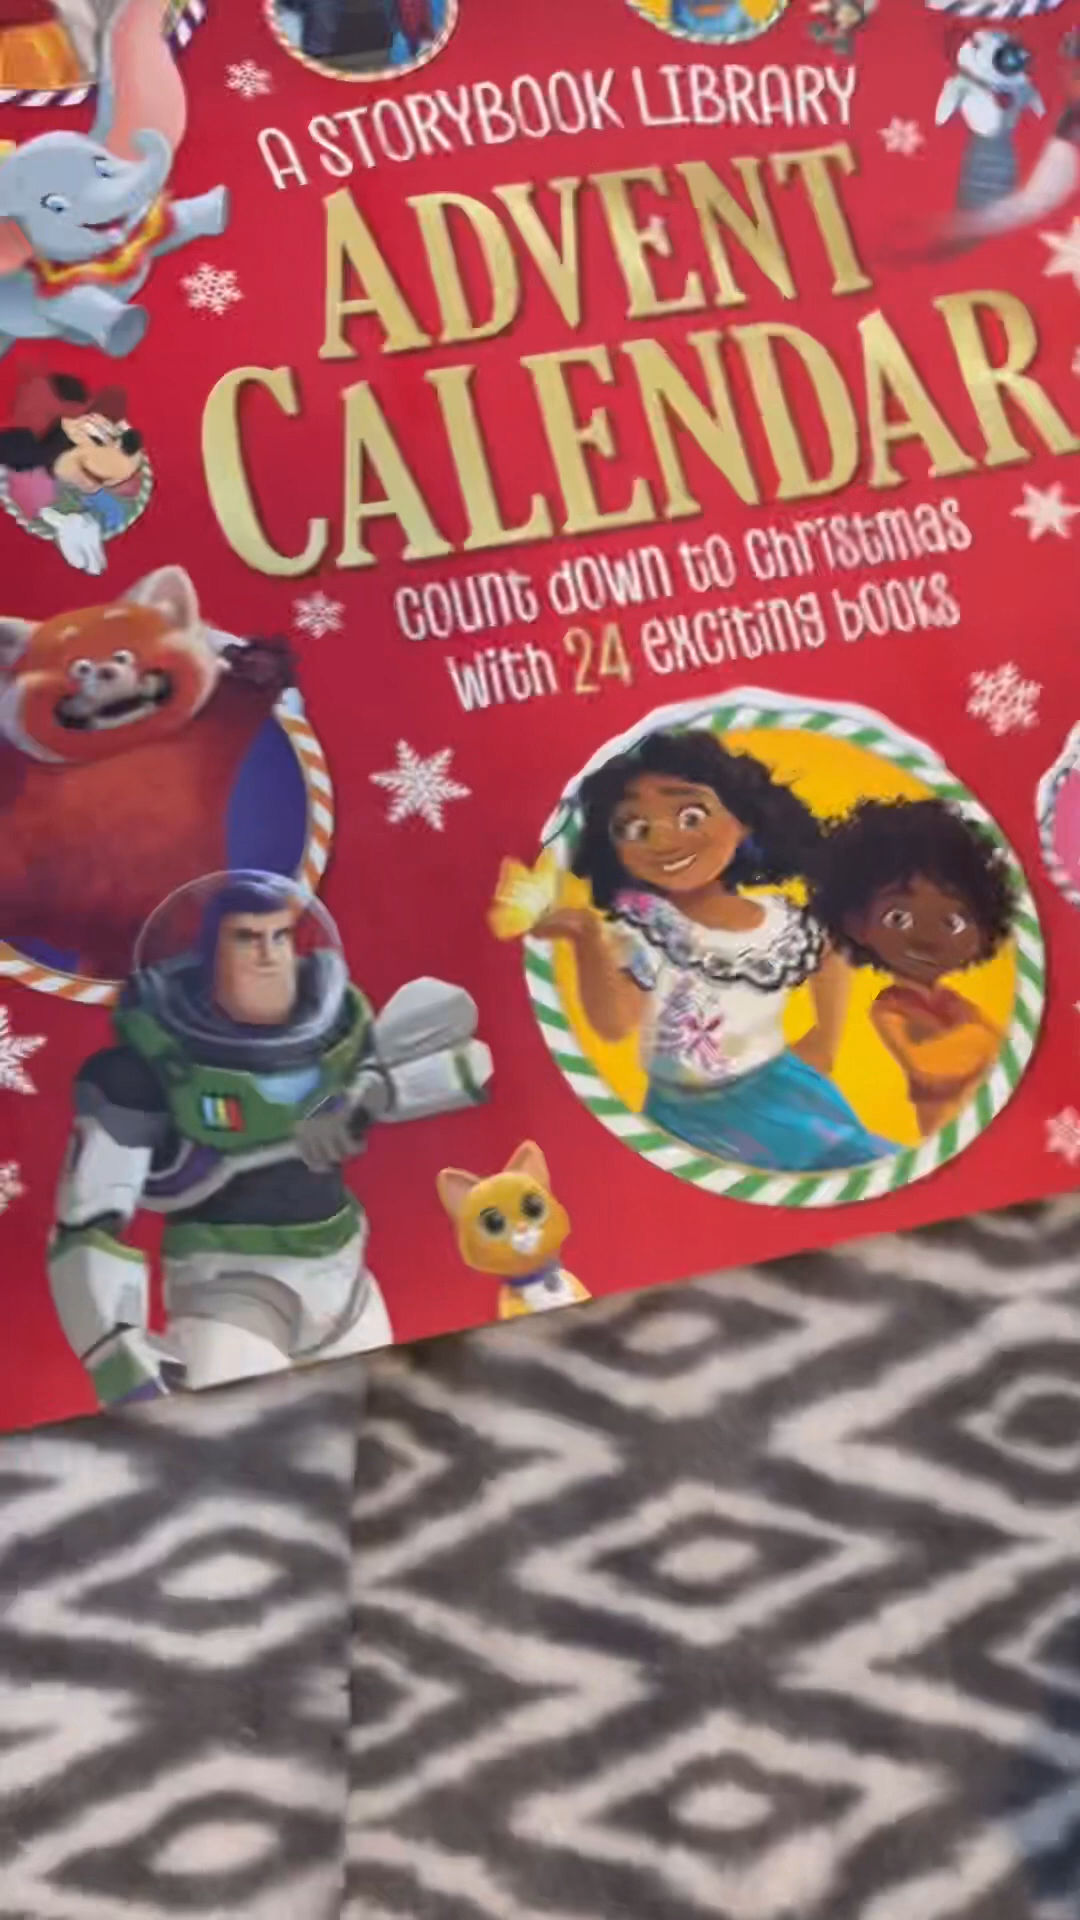 A STORYBOOK LIBRARY
ADVENT
CALENDAR
count down to christmas
with 24 exciting books